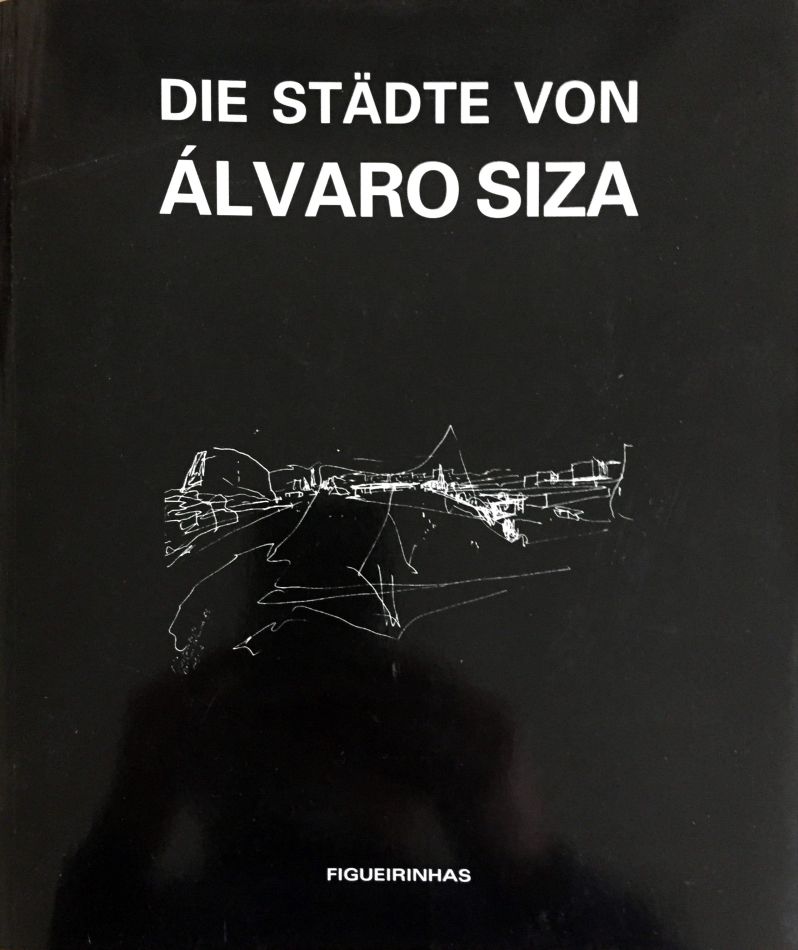 DIE STÄDTE VON
ÁLVARO SIZA
FIGUEIRINHAS